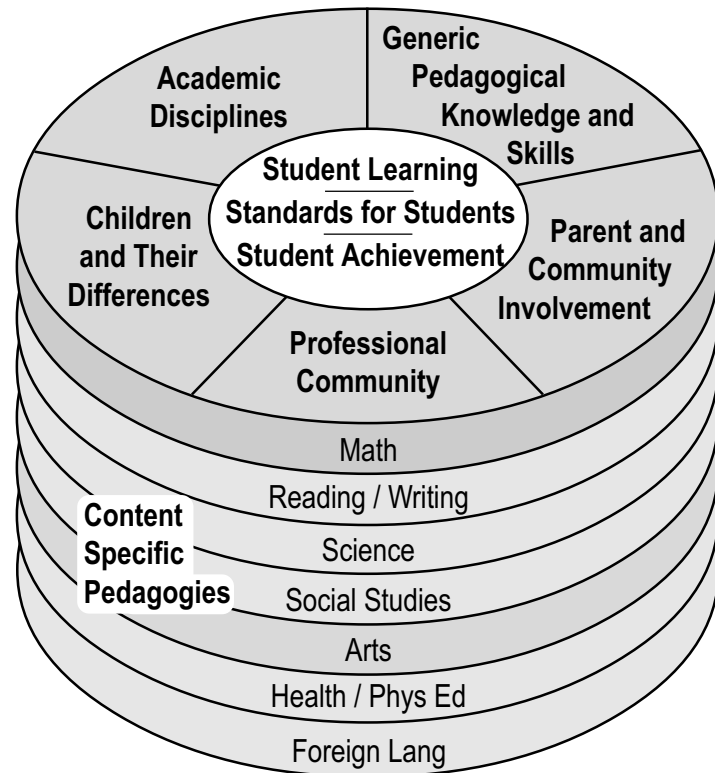 Academic
Disciplines
Generic
Pedagogical
Knowledge and
Skills
Student Learning
Standards for Students
Student Achievement
Children
and Their
Differences
Parent and
Community
Involvement
Professional
Community
Math
Reading / Writing
Science
Social Studies
Arts
Health / Phys Ed
Foreign Lang
Content
Specific
Pedagogies